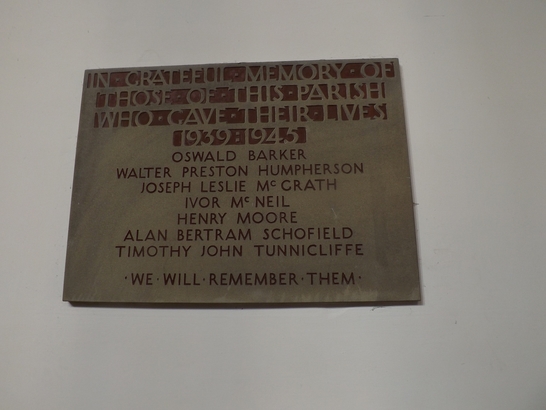 IN · GRATEFUL · MEMORY · OF
THOSE · OF · THIS · PARISH
WHO · GAVE · THEIR · LIVES
1939 · 1945
OSWALD BARKER
WALTER PRESTON HUMPHERSON
JOSEPH LESLIE McGRATH
IVOR McNEIL
HENRY MOORE
ALAN BERTRAM SCHOFIELD
TIMOTHY JOHN TUNNICLIFFE
· WE · WILL · REMEMBER · THEM ·